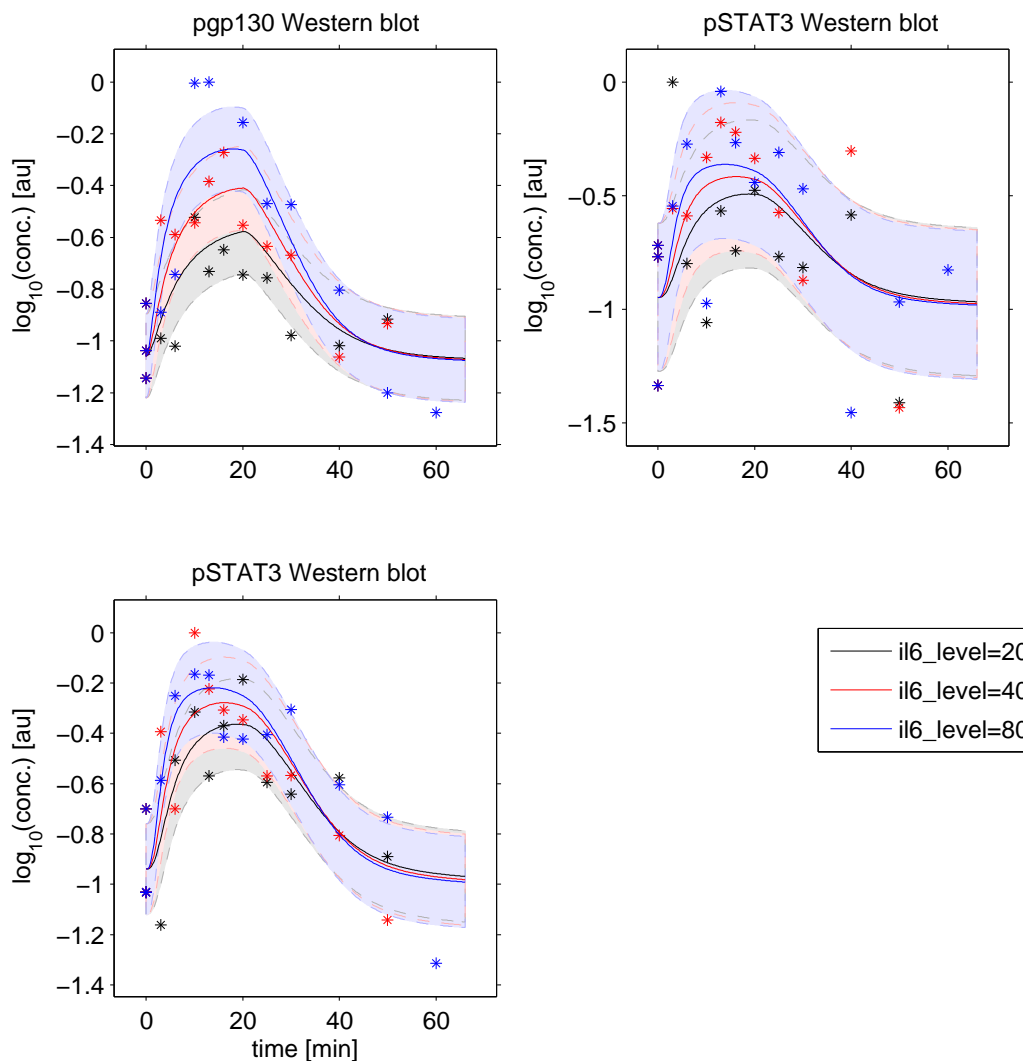 pgp130 Western blot
log10(conc.) [au]
0
−0.2
−0.4
−0.6
−0.8
−1
−1.2
−1.4
0 20 40 60
pSTAT3 Western blot
log10(conc.) [au]
0
−0.5
−1
−1.5
0 20 40 60
pSTAT3 Western blot
log10(conc.) [au]
0
−0.2
−0.4
−0.6
−0.8
−1
−1.2
−1.4
0 20 40 60
time [min]
il6_level=20
il6_level=40
il6_level=80